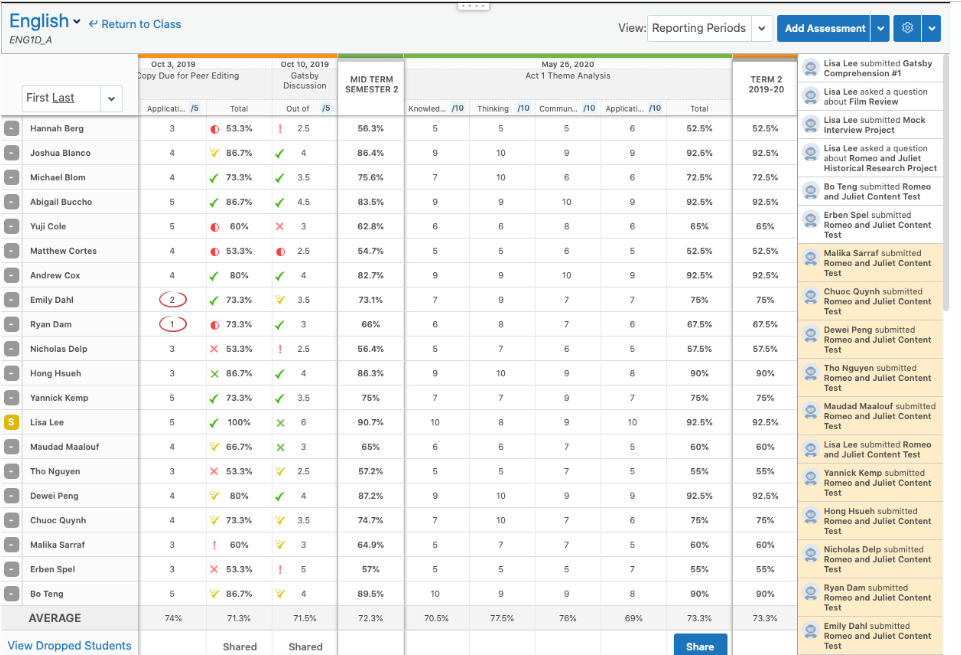 English
Return to Class
ENG1D_A
View: Reporting Periods
Add Assessment
Oct 3, 2019 Oct 10, 2019 May 25, 2020
Copy Due for Peer Editing Gatsby Discussion MID TERM SEMESTER 2 Act 1 Theme Analysis TERM 2 2019-20
First Last
Applicati... /5 Total Out of /5 Knowled... /10 Thinking /10 Commun... /10 Applicati... /10 Total
- Hannah Berg 3 53.3% ! 2.5 56.3% 5 5 5 6 52.5% 52.5%
- Joshua Blanco 4 86.7% 4 86.4% 9 10 9 9 92.5% 92.5%
- Michael Blom 4 73.3% 3.5 75.6% 7 10 6 6 72.5% 72.5%
- Abigail Buccho 5 86.7% 4.5 83.5% 9 9 10 9 92.5% 92.5%
- Yuji Cole 5 60% 3 62.8% 6 6 8 6 65% 65%
- Matthew Cortes 4 53.3% 2.5 54.7% 5 5 6 5 52.5% 52.5%
- Andrew Cox 4 80% 4 82.7% 9 9 10 9 92.5% 92.5%
- Emily Dahl 2 73.3% 3.5 73.1% 7 9 7 7 75% 75%
- Ryan Dam 1 73.3% 3 66% 6 8 7 6 67.5% 67.5%
- Nicholas Delp 3 53.3% ! 2.5 56.4% 5 7 6 5 57.5% 57.5%
- Hong Hsueh 3 86.7% 4 86.3% 9 10 9 8 90% 90%
- Yannick Kemp 5 73.3% 3.5 75% 7 7 9 7 75% 75%
S Lisa Lee 5 100% 6 90.7% 10 8 9 10 92.5% 92.5%
- Maudad Maalouf 4 66.7% 3 65% 6 6 7 5 60% 60%
- Tho Nguyen 3 53.3% 2.5 57.2% 5 5 7 5 55% 55%
- Dewei Peng 4 80% 4 87.2% 9 10 9 9 92.5% 92.5%
- Chuoc Quynh 4 73.3% 3.5 74.7% 7 10 7 6 75% 75%
- Malika Sarraf 3 ! 60% 3 64.9% 5 7 7 5 60% 60%
- Erben Spel 3 53.3% ! 5 57% 5 5 5 7 55% 55%
- Bo Teng 5 86.7% 4 89.5% 10 9 9 8 90% 90%
AVERAGE 74% 71.3% 71.5% 72.3% 70.5% 77.5% 76% 69% 73.3% 73.3%
View Dropped Students Shared Shared Share
Lisa Lee submitted Gatsby
Comprehension #1
Lisa Lee asked a question
about Film Review
Lisa Lee submitted Mock
Interview Project
Lisa Lee asked a question
about Romeo and Juliet
Historical Research Project
Bo Teng submitted Romeo
and Juliet Content Test
Erben Spel submitted
Romeo and Juliet Content
Test
Malika Sarraf submitted
Romeo and Juliet Content
Test
Chuoc Quynh submitted
Romeo and Juliet Content
Test
Dewei Peng submitted
Romeo and Juliet Content
Test
Tho Nguyen submitted
Romeo and Juliet Content
Test
Maudad Maalouf submitted
Romeo and Juliet Content
Test
Lisa Lee submitted Romeo
and Juliet Content Test
Yannick Kemp submitted
Romeo and Juliet Content
Test
Hong Hsueh submitted
Romeo and Juliet Content
Test
Nicholas Delp submitted
Romeo and Juliet Content
Test
Ryan Dam submitted
Romeo and Juliet Content
Test
Emily Dahl submitted
Romeo and Juliet Content
Test